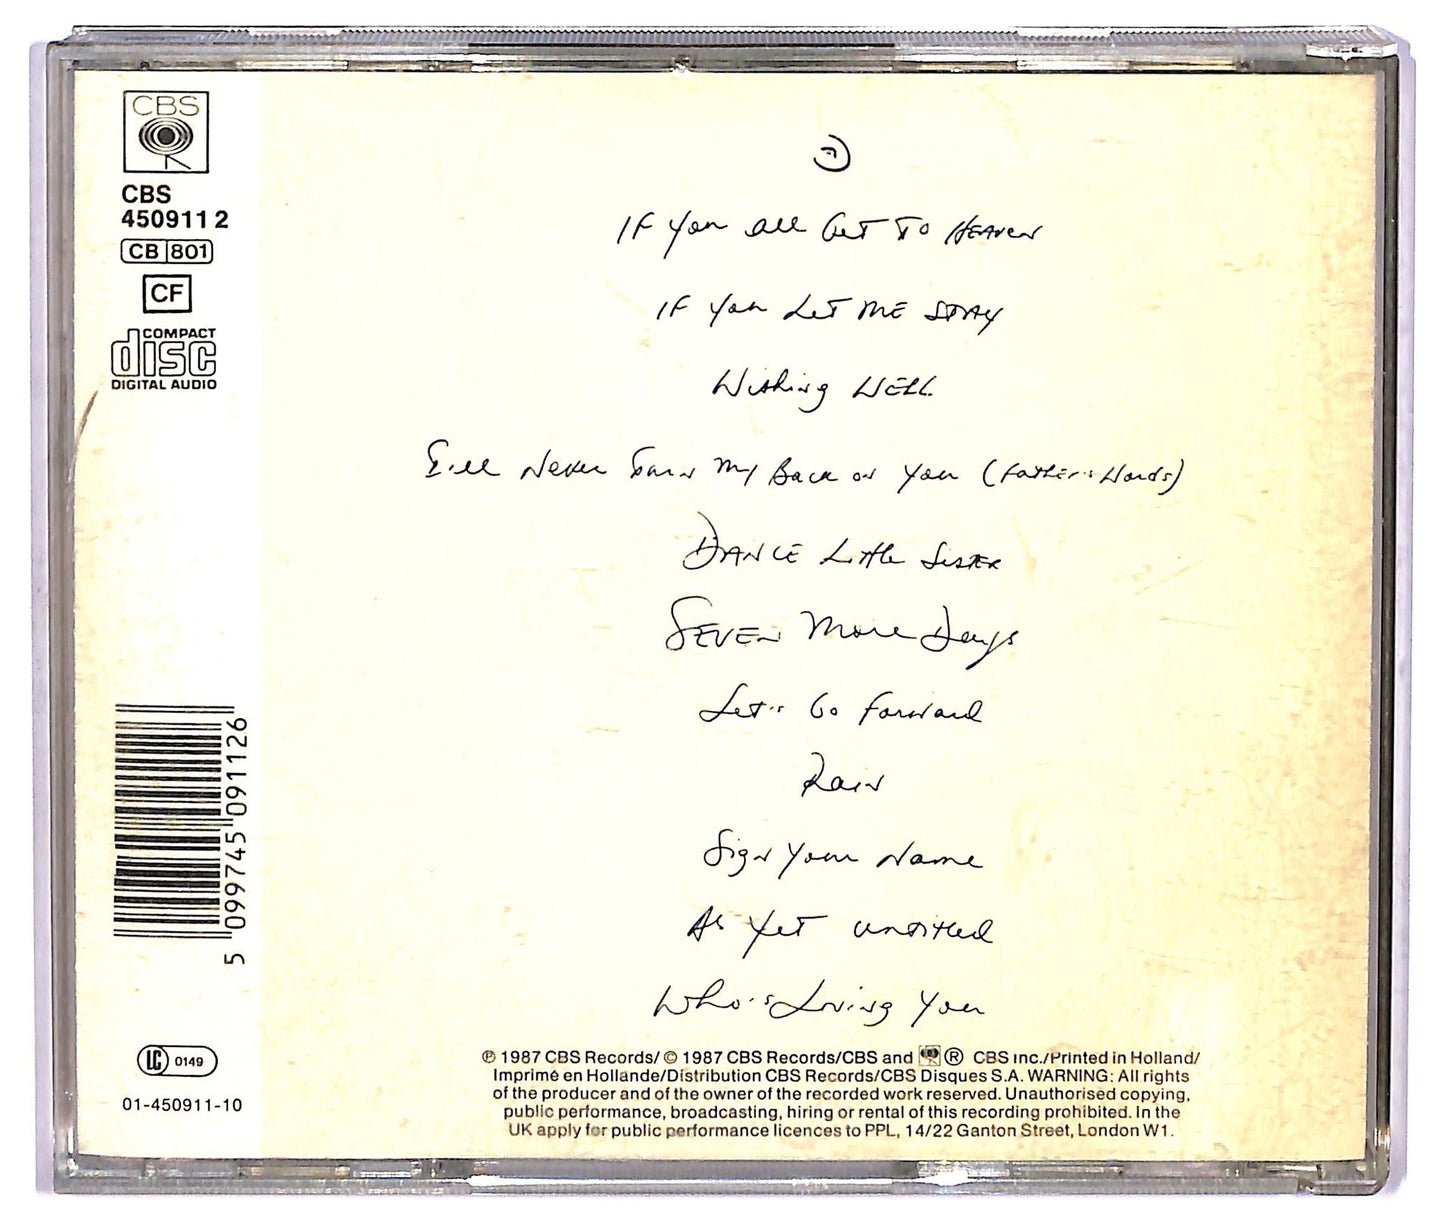 CBS
CBS
450911 2
CB 801
CF
COMPACT
disc
DIGITAL AUDIO
If You All Get To Heaven
If You Let Me Stay
Wishing Well
I'll Never Turn My Back on You (Father's Words)
Dance Little Sister
Seven More Days
Let's Go Forward
Rain
Sign Your Name
As Yet Untitled
Who's Loving You
5 099745 091126
LC 0149
01-450911-10
℗ 1987 CBS Records/ © 1987 CBS Records/CBS and ® CBS Inc./Printed in Holland/
Imprimé en Hollande/Distribution CBS Records/CBS Disques S.A. WARNING: All rights
of the producer and of the owner of the recorded work reserved. Unauthorised copying,
public performance, broadcasting, hiring or rental of this recording prohibited. In the
UK apply for public performance licences to PPL, 14/22 Ganton Street, London W1.